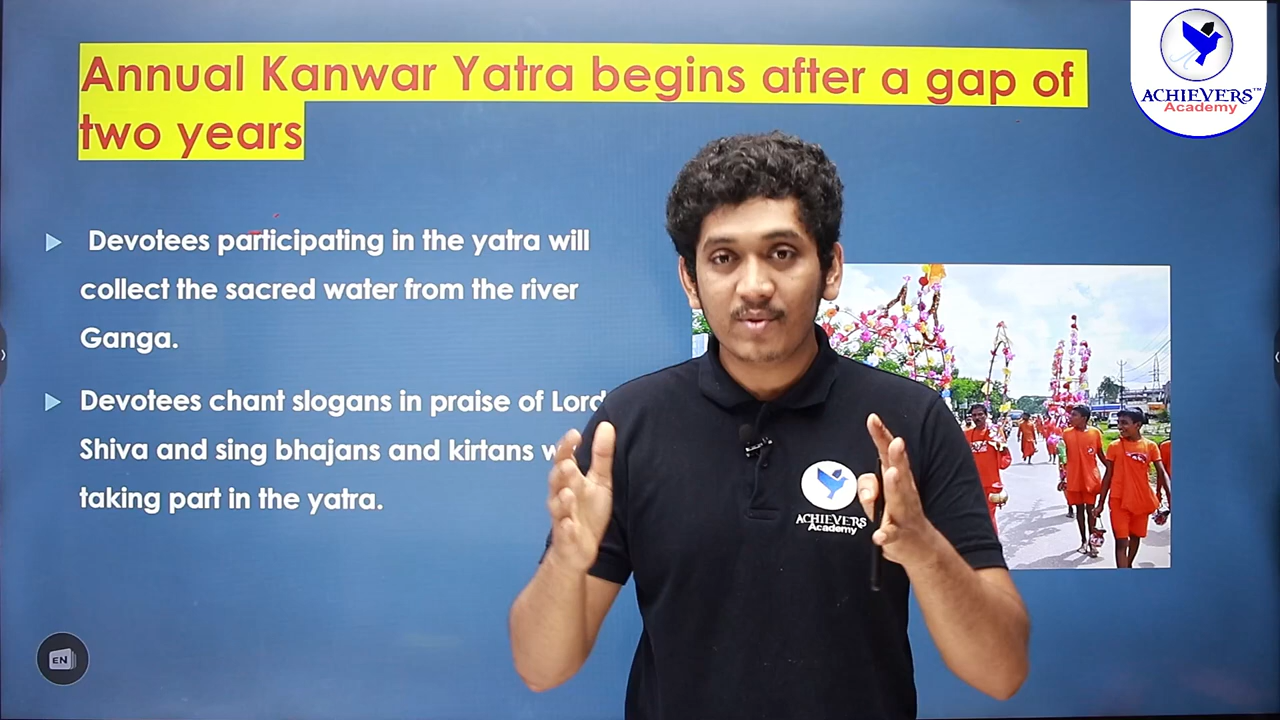 Annual Kanwar Yatra begins after a gap of
two years
ACHIEVERS™
Academy
Devotees participating in the yatra will
collect the sacred water from the river
Ganga.
Devotees chant slogans in praise of Lord
Shiva and sing bhajans and kirtans w
taking part in the yatra.
ACHIEVERS
Academy
EN